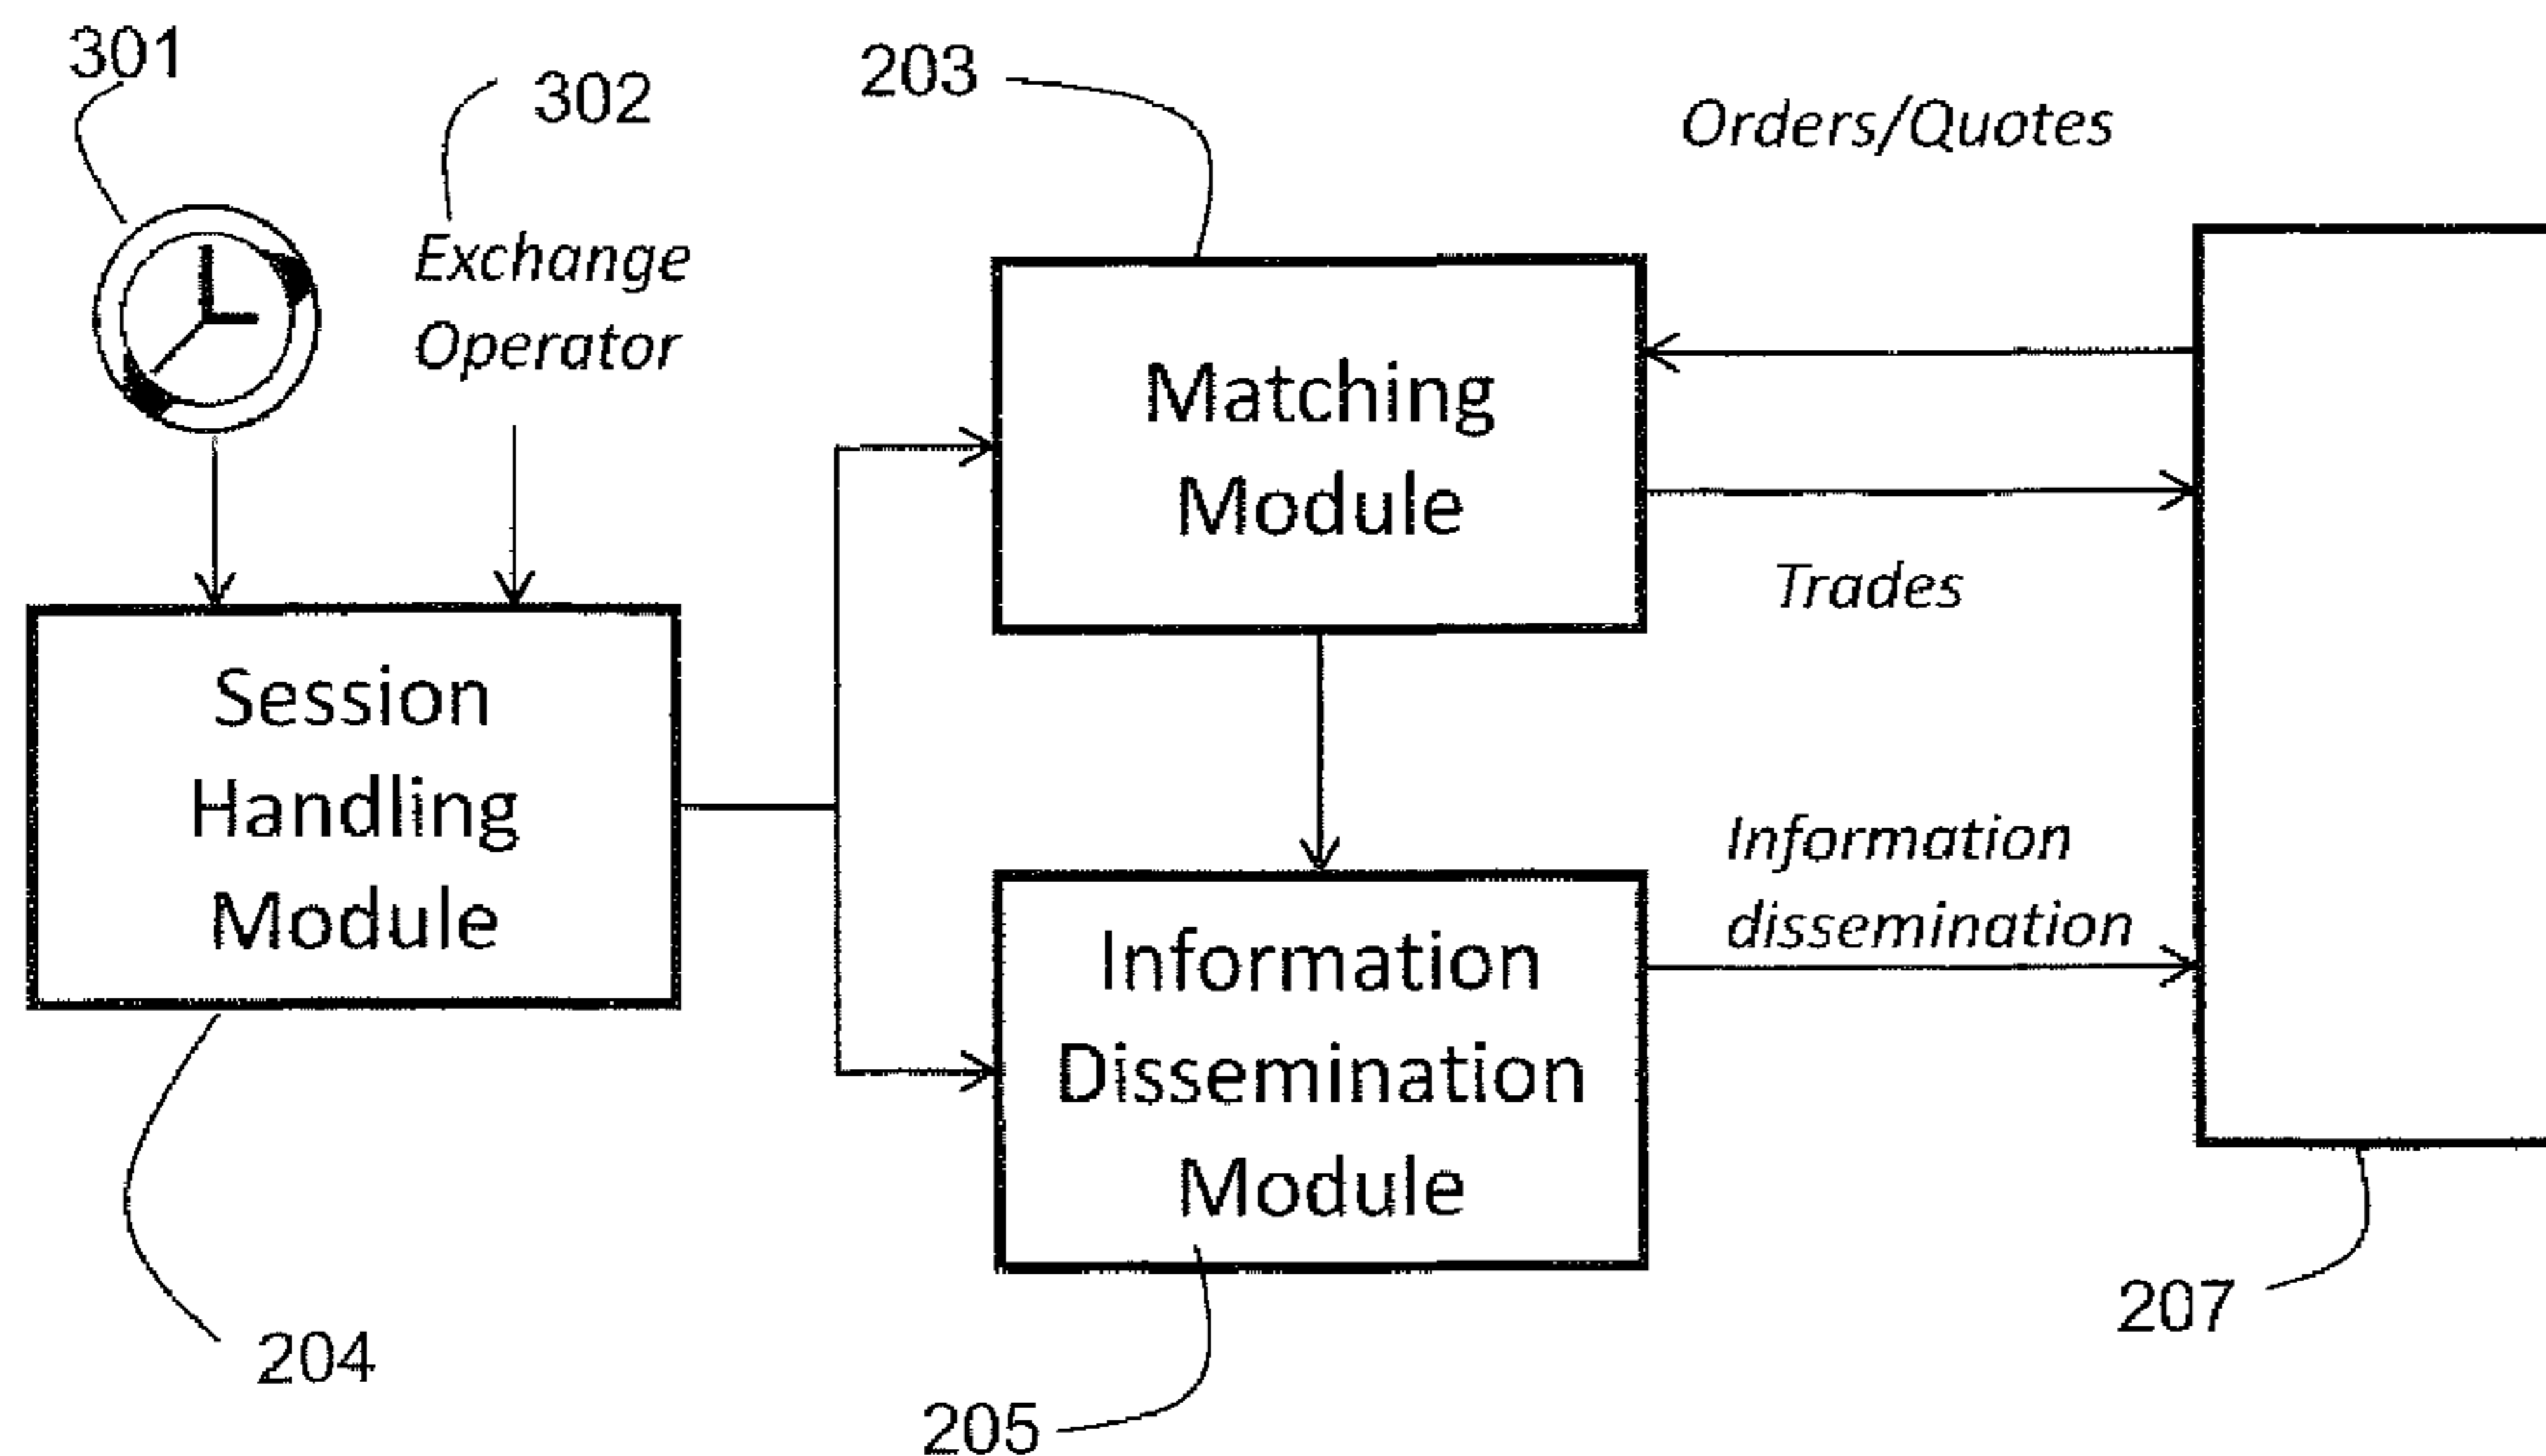 301
302
203
Orders/Quotes
Exchange
Operator
Matching
Module
Trades
Session
Handling
Module
Information
dissemination
Information
Dissemination
Module
204
205
207